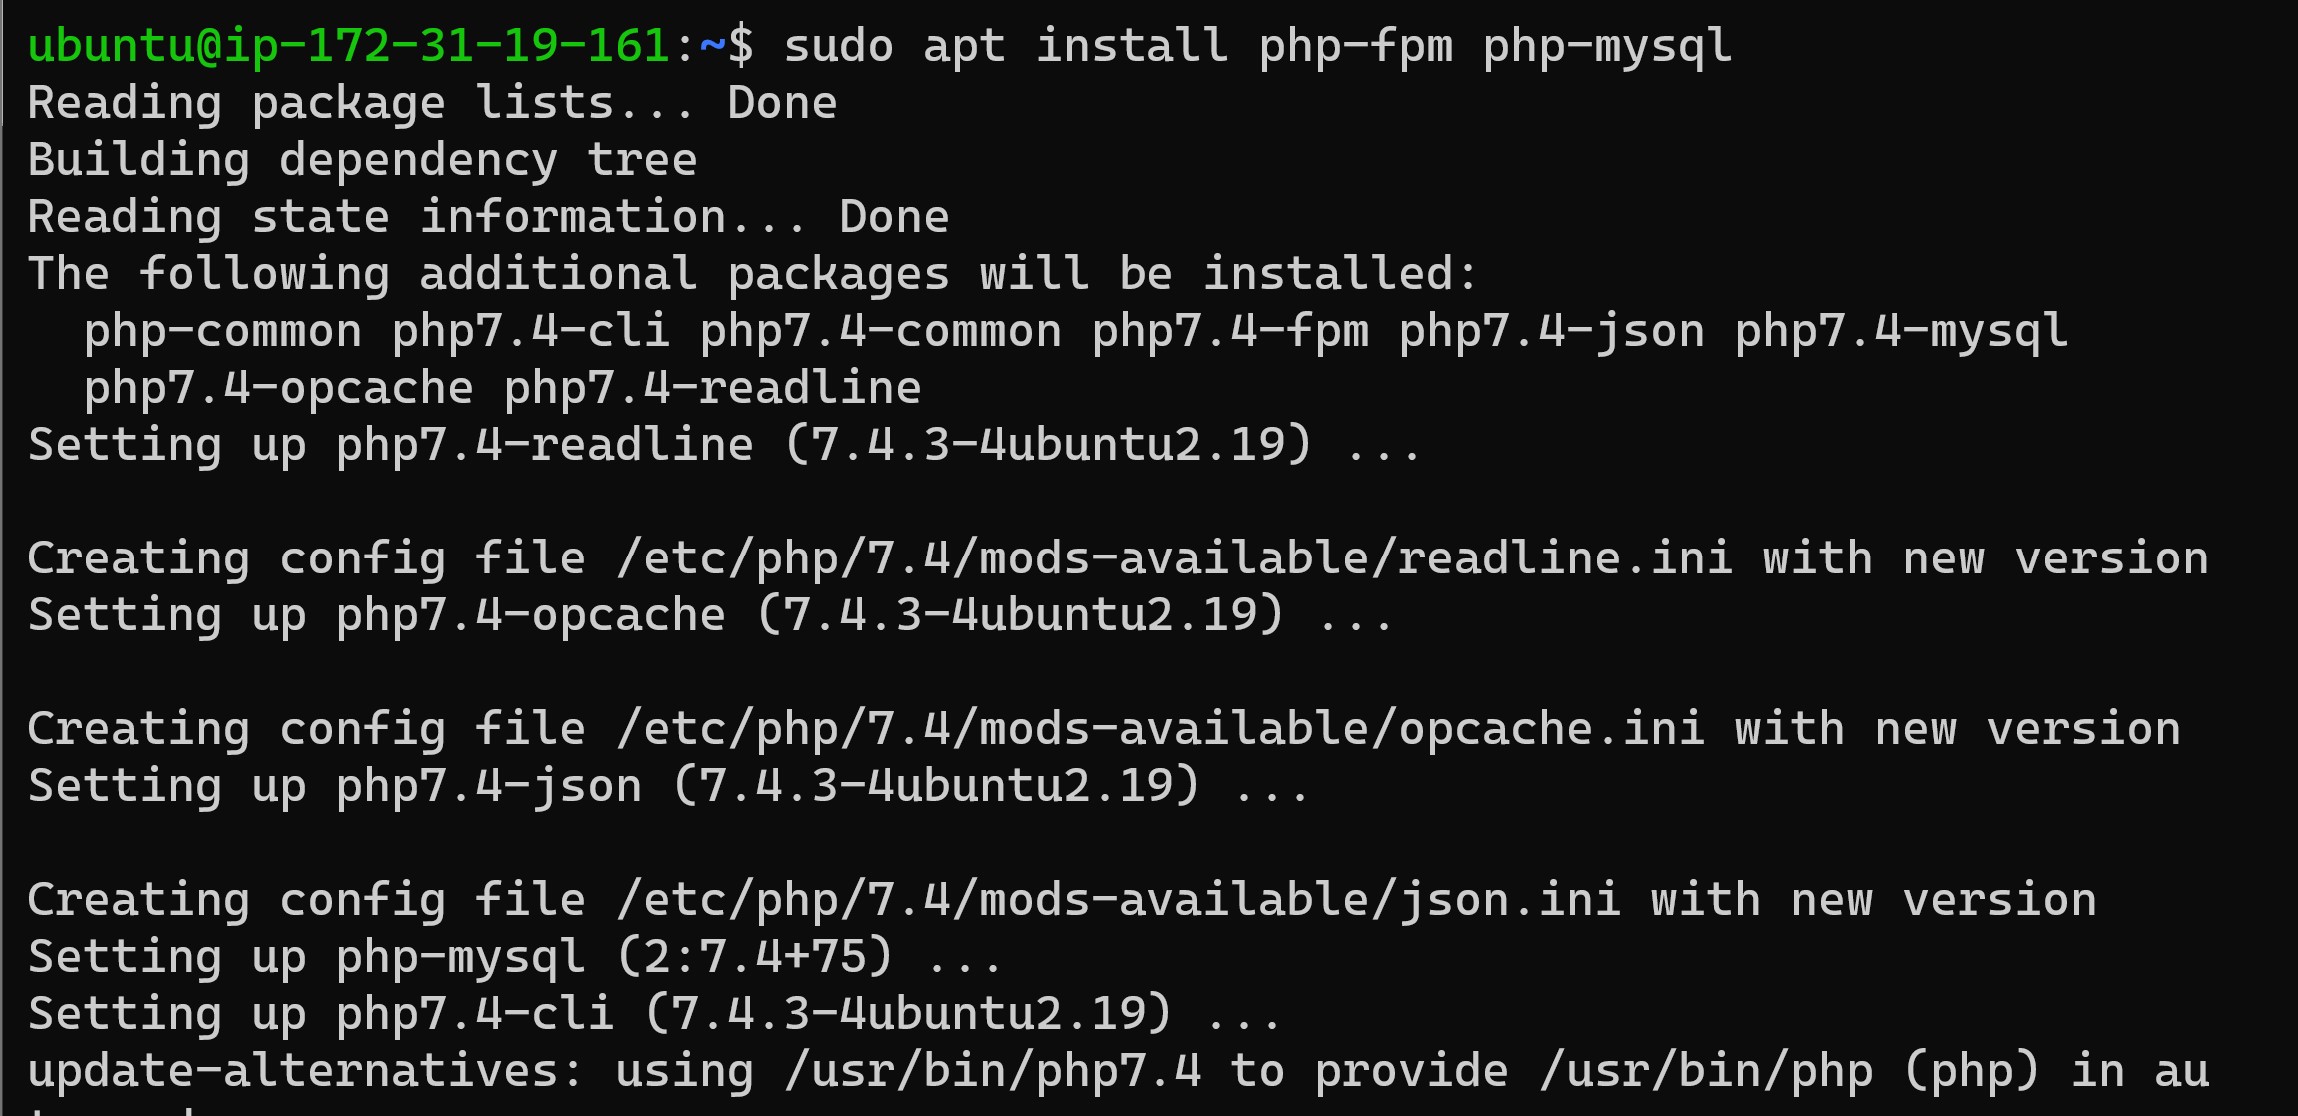 ubuntu@ip-172-31-19-161:~$ sudo apt install php-fpm php-mysql
Reading package lists... Done
Building dependency tree
Reading state information... Done
The following additional packages will be installed:
  php-common php7.4-cli php7.4-common php7.4-fpm php7.4-json php7.4-mysql
  php7.4-opcache php7.4-readline
Setting up php7.4-readline (7.4.3-4ubuntu2.19) ...

Creating config file /etc/php/7.4/mods-available/readline.ini with new version
Setting up php7.4-opcache (7.4.3-4ubuntu2.19) ...

Creating config file /etc/php/7.4/mods-available/opcache.ini with new version
Setting up php7.4-json (7.4.3-4ubuntu2.19) ...

Creating config file /etc/php/7.4/mods-available/json.ini with new version
Setting up php-mysql (2:7.4+75) ...
Setting up php7.4-cli (7.4.3-4ubuntu2.19) ...
update-alternatives: using /usr/bin/php7.4 to provide /usr/bin/php (php) in au